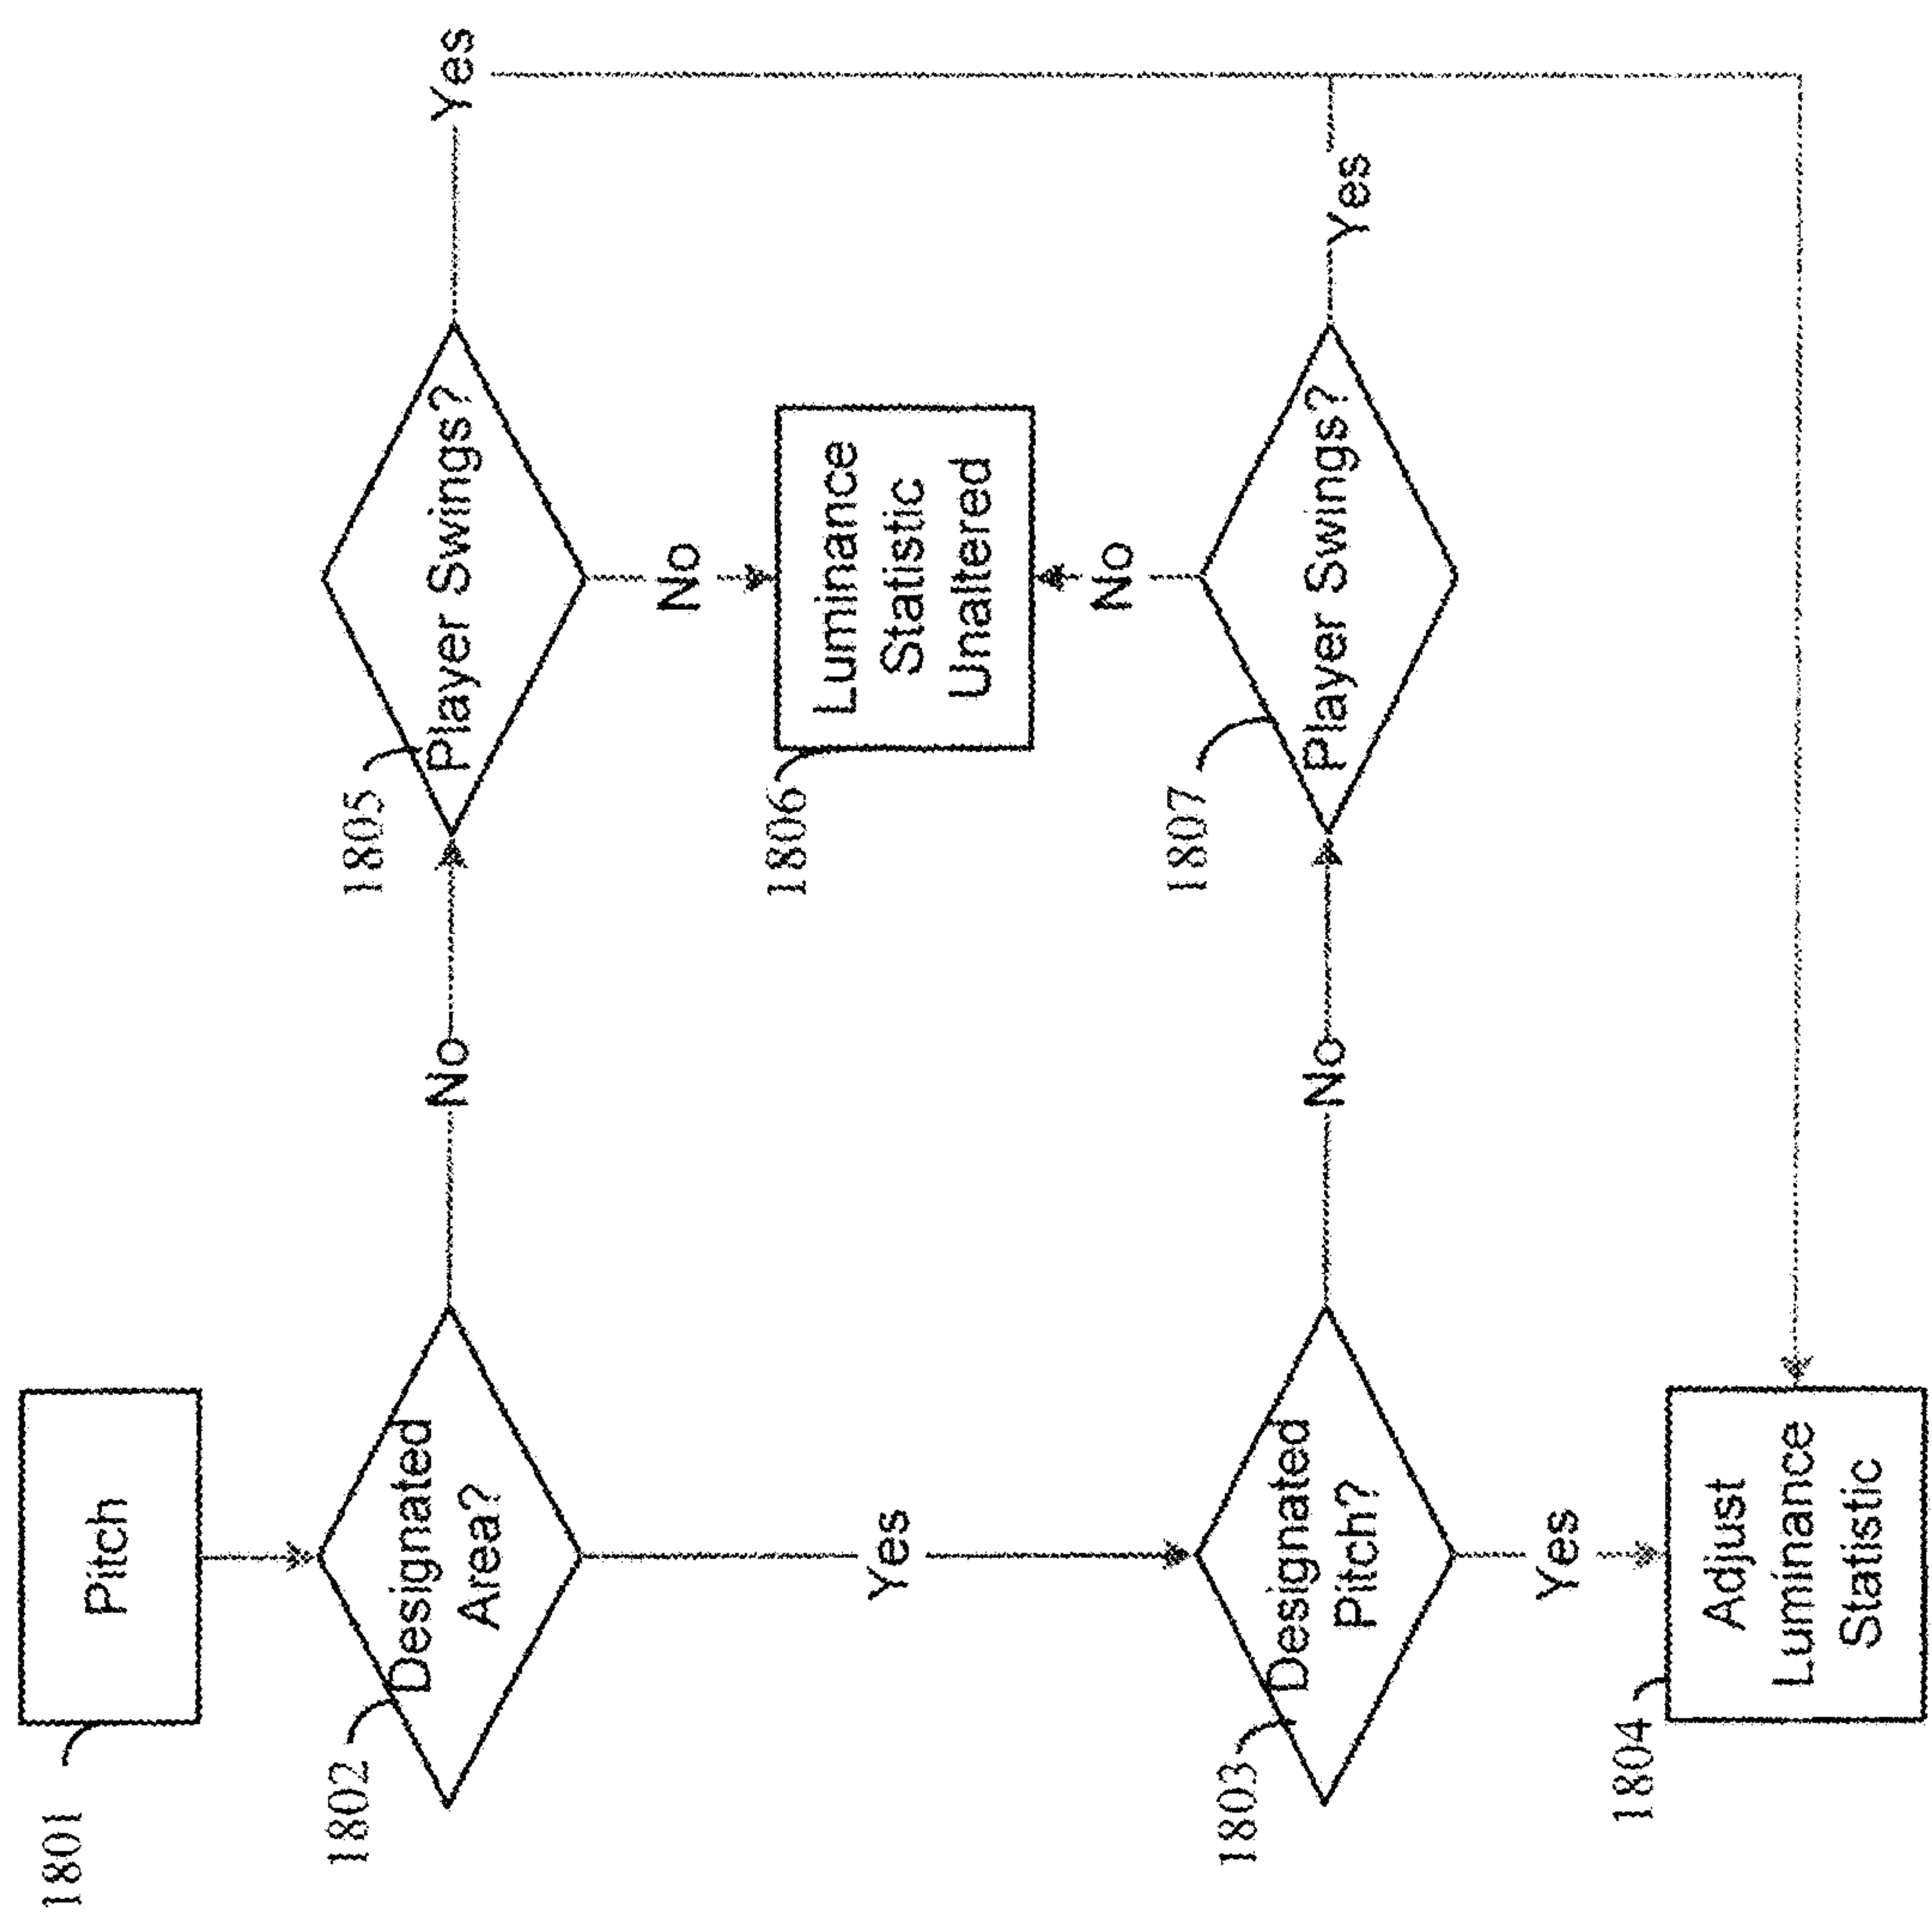 1801
Pitch
1802
Designated
Area?
No
1805
Player Swings?
Yes
No
1806
Luminance
Statistic
Unaltered
Yes
1803
Designated
Pitch?
No
1807
Player Swings?
No
Yes
Yes
1804
Adjust
Luminance
Statistic